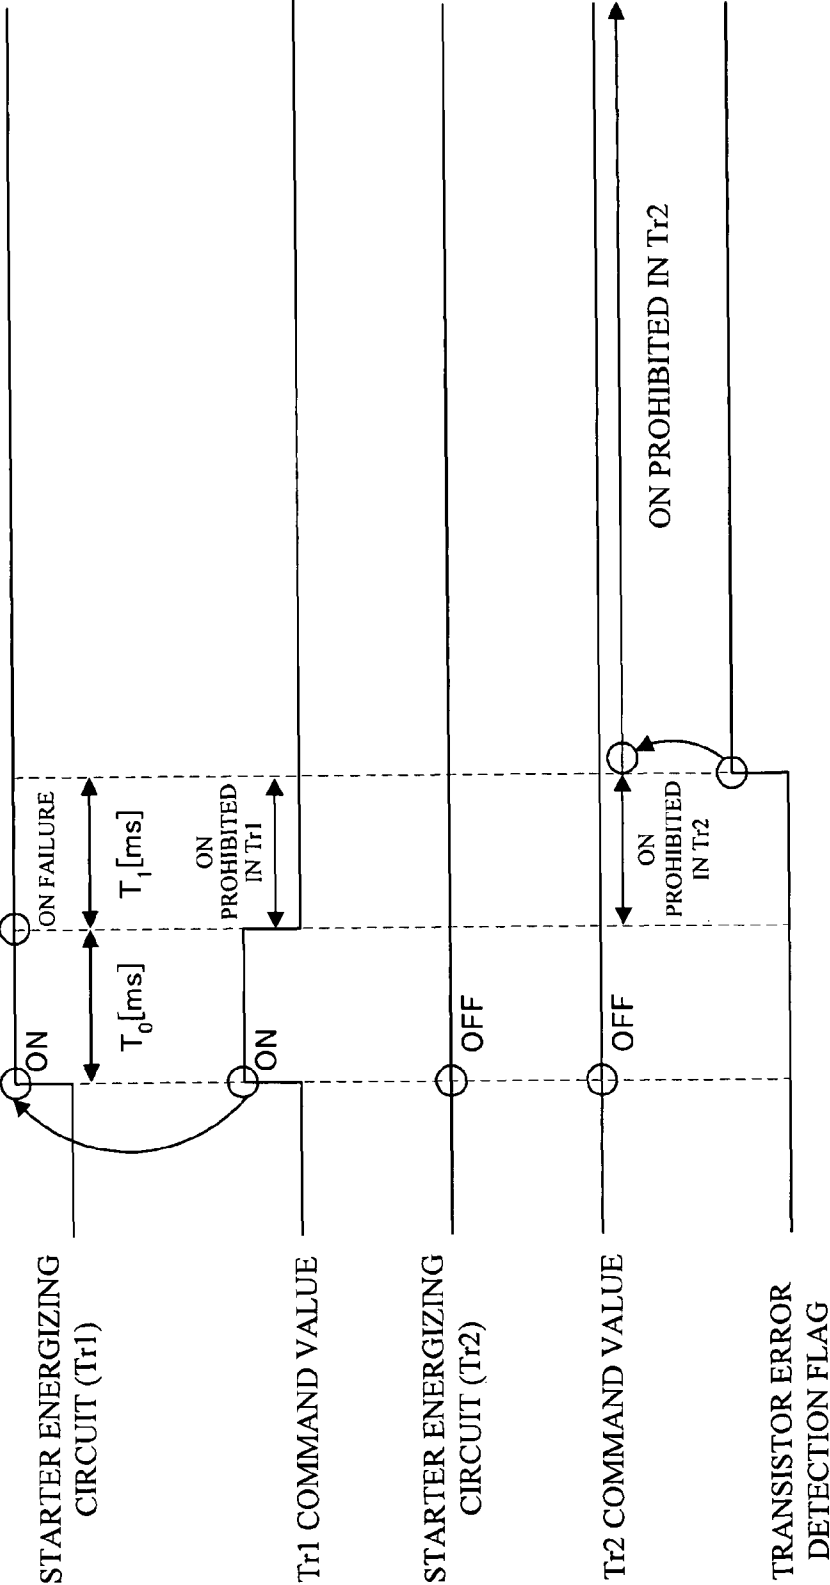 STARTER ENERGIZING
CIRCUIT (Tr1)
ON
T0[ms]
ON FAILURE
T1[ms]
Tr1 COMMAND VALUE
ON
ON
PROHIBITED
IN Tr1
STARTER ENERGIZING
CIRCUIT (Tr2)
OFF
Tr2 COMMAND VALUE
OFF
ON
PROHIBITED
IN Tr2
ON PROHIBITED IN Tr2
TRANSISTOR ERROR
DETECTION FLAG